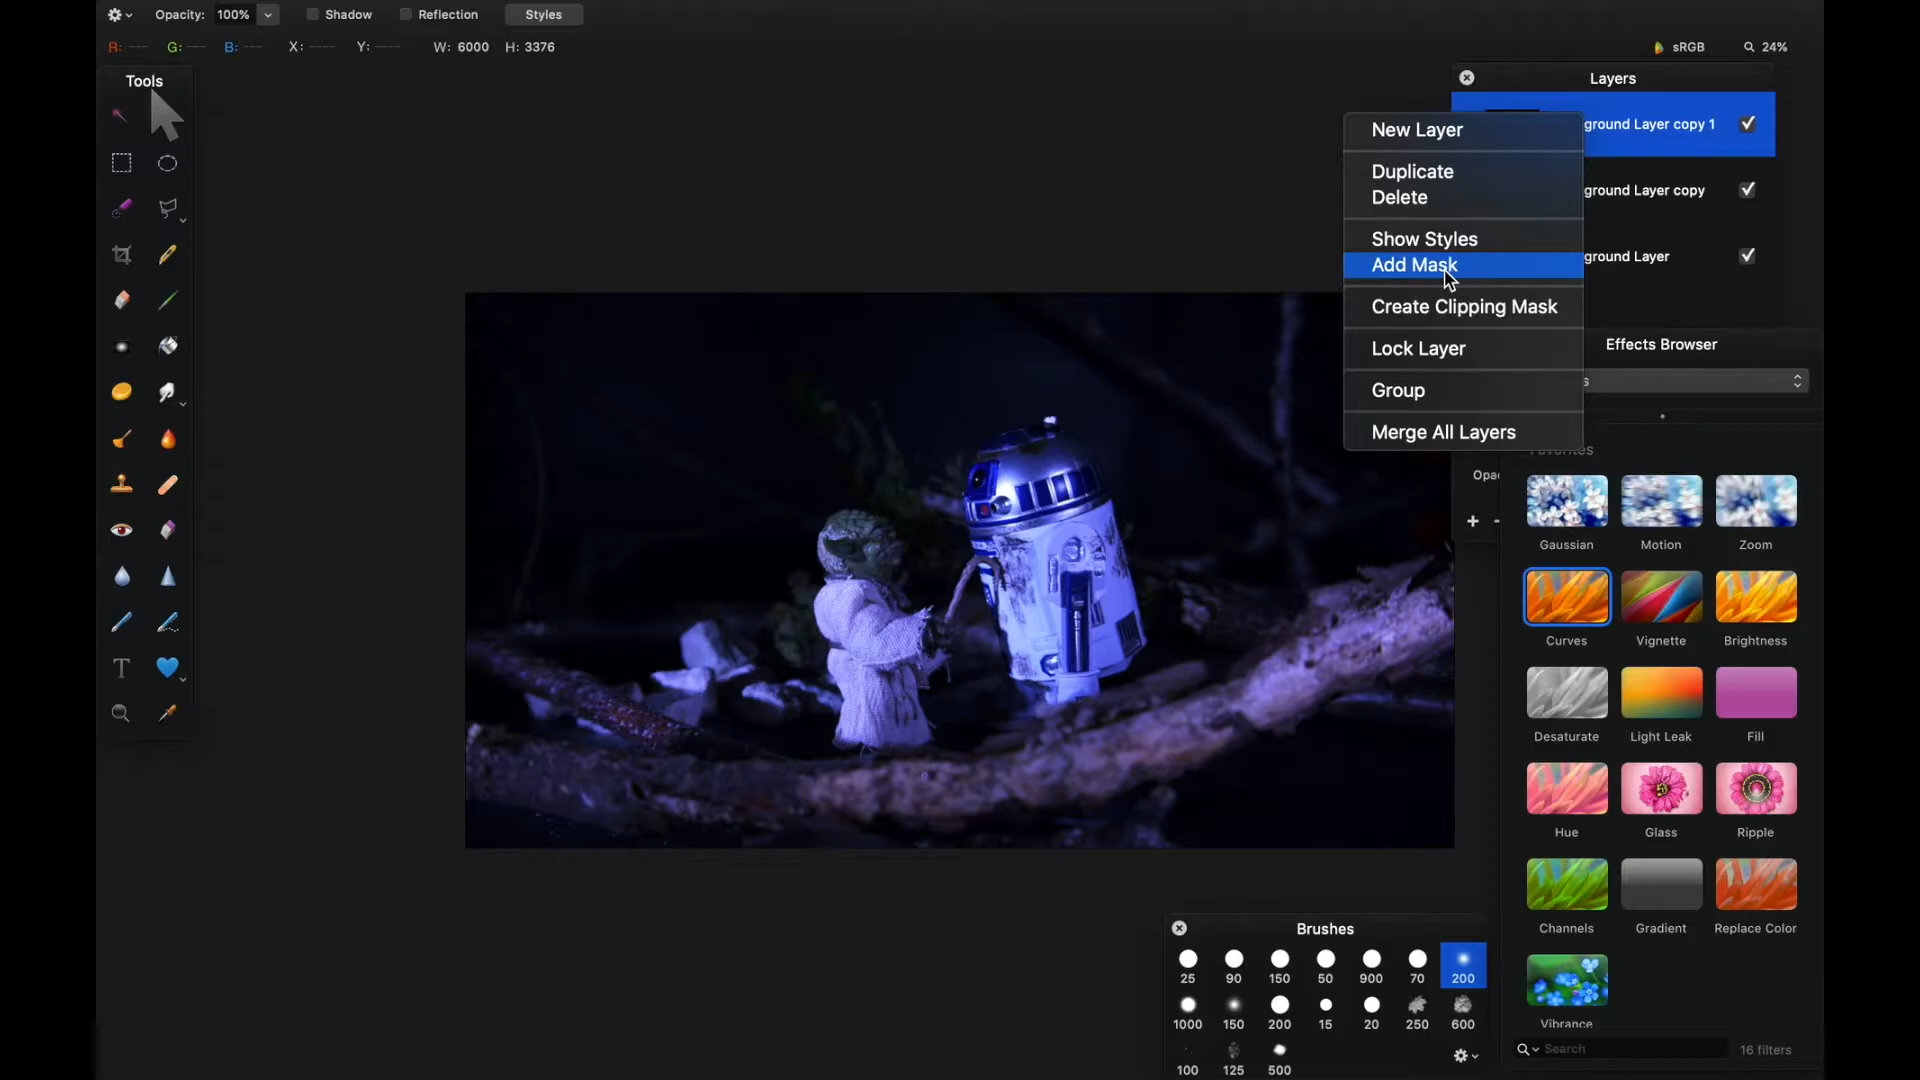 Opacity: 100% Shadow Reflection Styles
R: --- G: --- B: --- X: ---- Y: ---- W: 6000 H: 3376 sRGB 24%
Tools
Layers
ground Layer copy 1
ground Layer copy
ground Layer
New Layer
Duplicate
Delete
Show Styles
Add Mask
Create Clipping Mask
Lock Layer
Group
Merge All Layers
Effects Browser
s
Favorites
Opac
Gaussian Motion Zoom
Curves Vignette Brightness
Desaturate Light Leak Fill
Hue Glass Ripple
Channels Gradient Replace Color
Vibrance
Search 16 filters
Brushes
25 90 150 50 900 70 200
1000 150 200 15 20 250 600
100 125 500